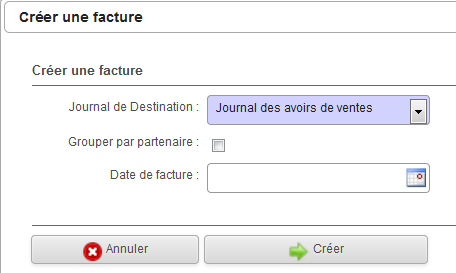 Créer une facture
Créer une facture
Journal de Destination : Journal des avoirs de ventes
Grouper par partenaire :
Date de facture :
Annuler Créer